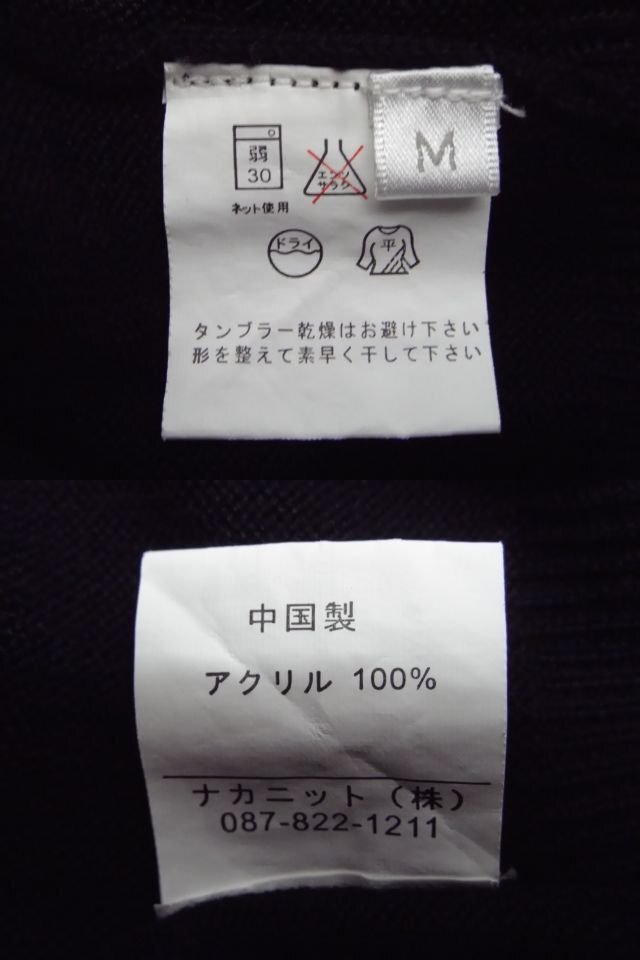 弱
30
エンソ
サラシ
M
ネット使用
ドライ
平
タンブラー乾燥はお避け下さい
形を整えて素早く干して下さい
中国製
アクリル 100%
ナカニット(株)
087-822-1211